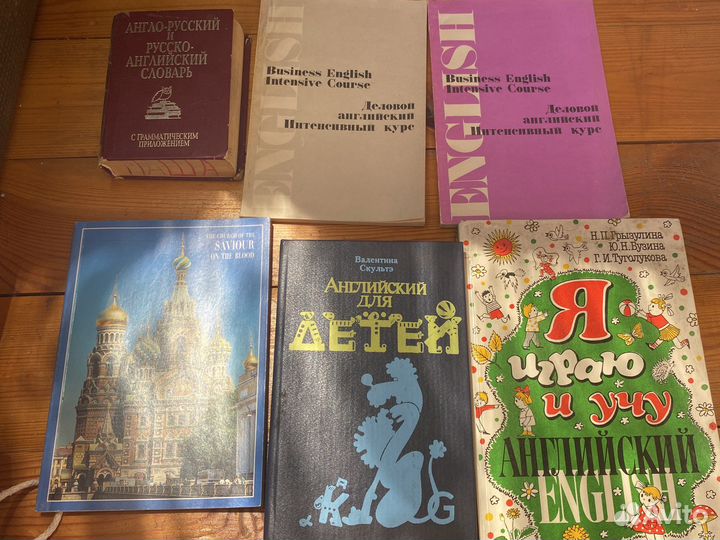 АНГЛО-РУССКИЙ
И
РУССКО-
АНГЛИЙСКИЙ
СЛОВАРЬ
С ГРАММАТИЧЕСКИМ
ПРИЛОЖЕНИЕМ
ENGLISH
Business English
Intensive Course
Деловой
английский
Интенсивный курс
ENGLISH
Business English
Intensive Course
Деловой
английский
Интенсивный курс
THE CHURCH OF THE
SAVIOUR
ON THE BLOOD
Валентина
Скультэ
Английский
для
ДЕТЕЙ
K
G
Н.П.Грызулина
Ю.Н.Бузина
Г.И.Туголукова
Я
играю
и учу
АНГЛИЙСКИЙ
ENGLISH
Avito